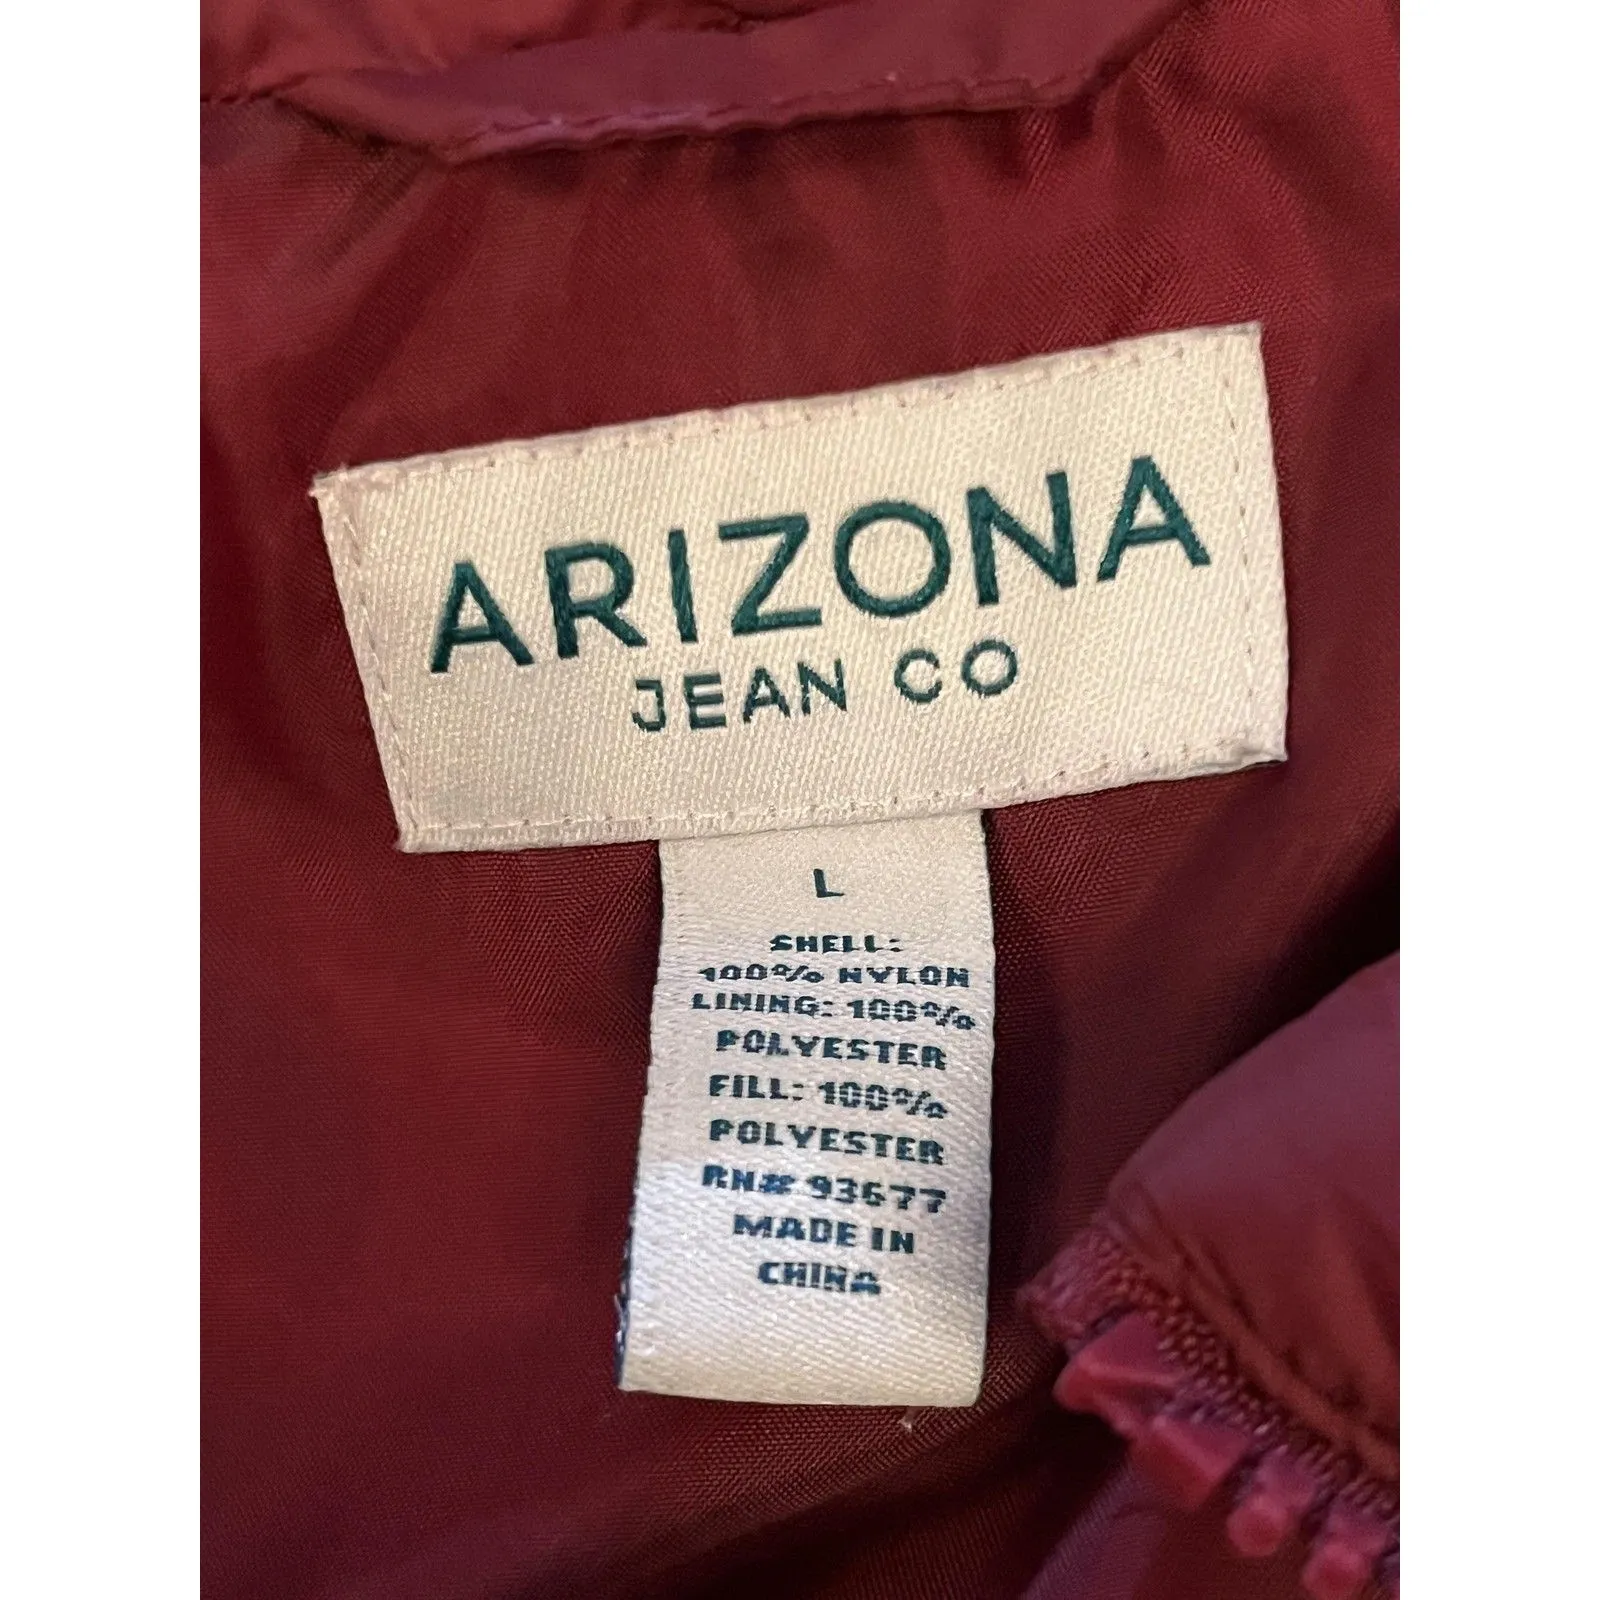 ARIZONA
JEAN CO
L
SHELL:
100% NYLON
LINING: 100%
POLYESTER
FILL: 100%
POLYESTER
RN# 93677
MADE IN
CHINA